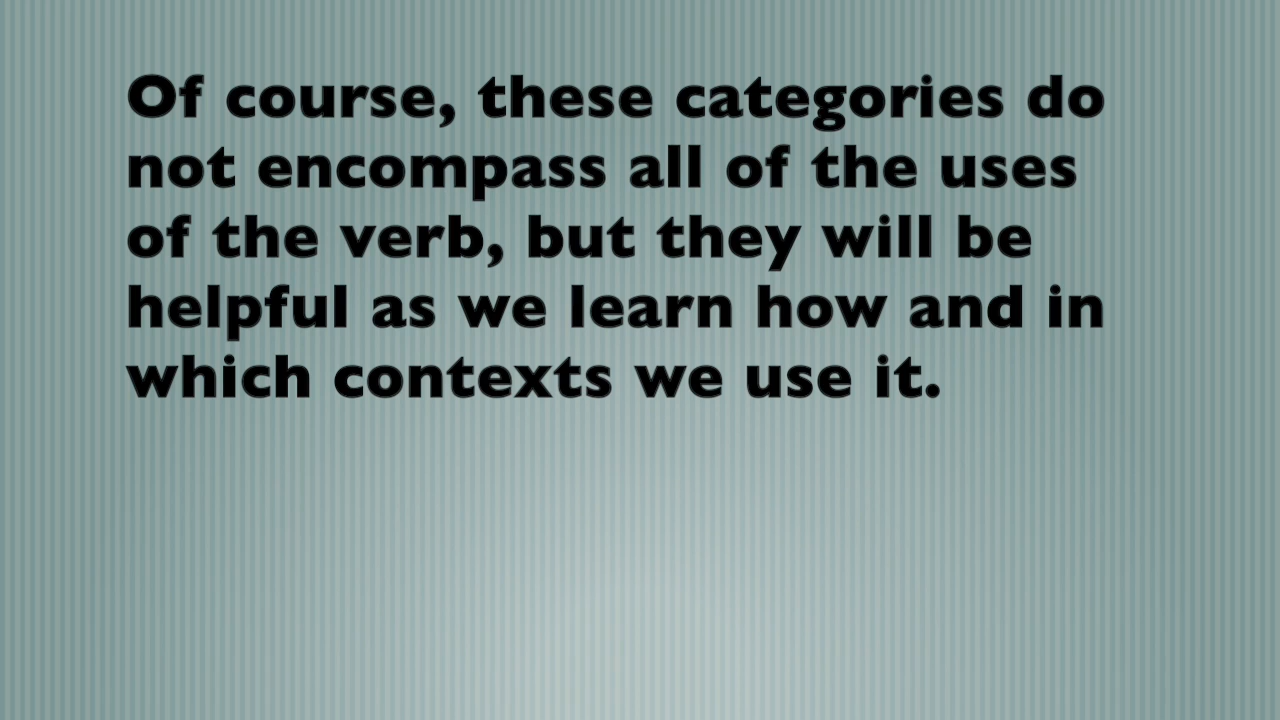 Of course, these categories do
not encompass all of the uses
of the verb, but they will be
helpful as we learn how and in
which contexts we use it.